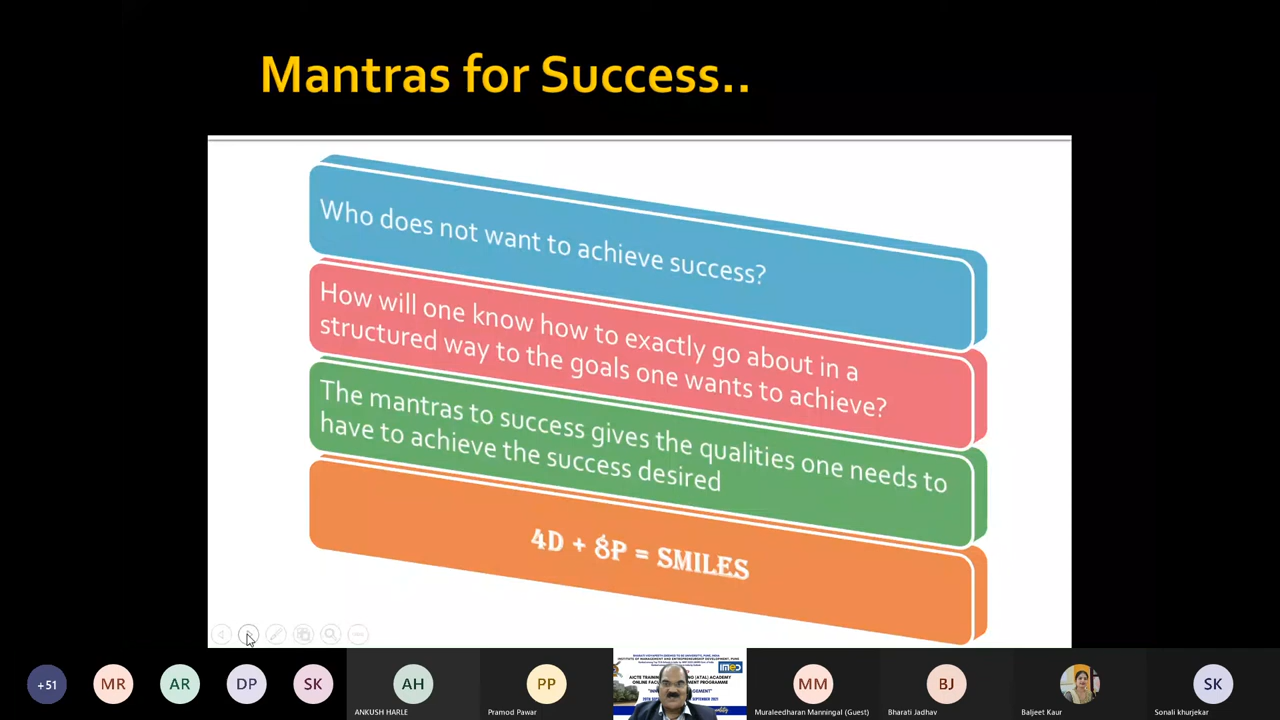 Mantras for Success..
Who does not want to achieve success?
How will one know how to exactly go about in a
structured way to the goals one wants to achieve?
The mantras to success gives the qualities one needs to
have to achieve the success desired
4D + 8P = SMILES
+51
MR
AR
DP
SK
AH
ANKUSH HARLE
PP
Pramod Pawar
imed
MM
Muraleedharan Manningal (Guest)
BJ
Bharati Jadhav
Baljeet Kaur
SK
Sonali khurjekar